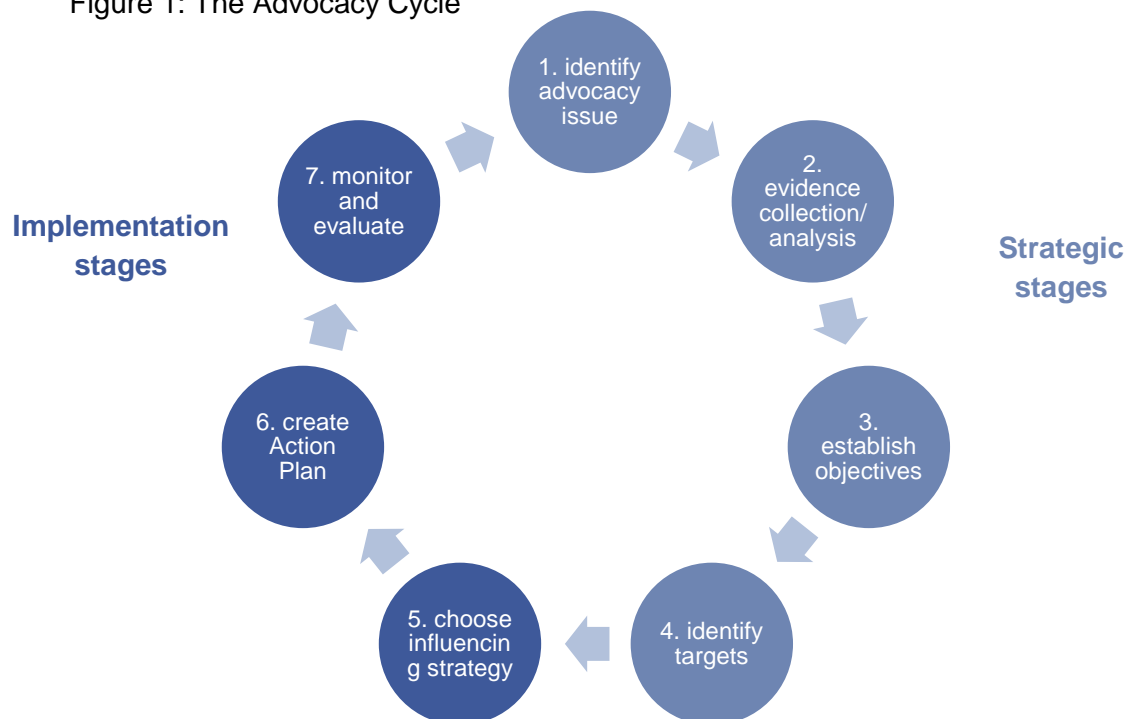 Figure 1: The Advocacy Cycle
1. identify
advocacy
issue
2.
evidence
collection/
analysis
3.
establish
objectives
4. identify
targets
5. choose
influencin
g strategy
6. create
Action
Plan
7. monitor
and
evaluate
Implementation
stages
Strategic
stages